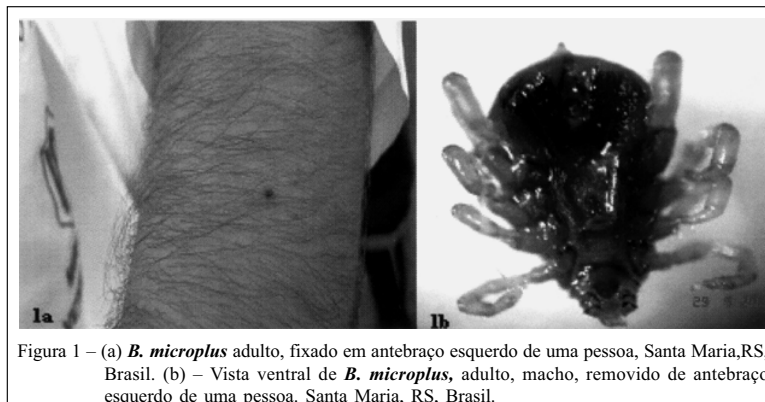 1a
1b
Figura 1 – (a) B. microplus adulto, fixado em antebraço esquerdo de uma pessoa, Santa Maria,RS,
Brasil. (b) – Vista ventral de B. microplus, adulto, macho, removido de antebraço
esquerdo de uma pessoa. Santa Maria, RS, Brasil.